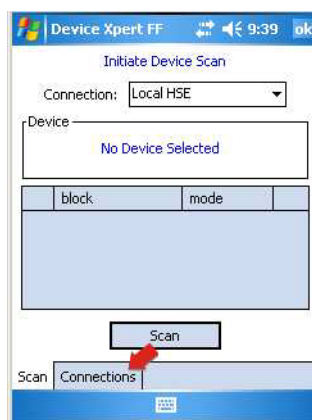 Device Xpert FF 9:39 ok
Initiate Device Scan
Connection: Local HSE
Device
No Device Selected
block mode
Scan
Scan Connections